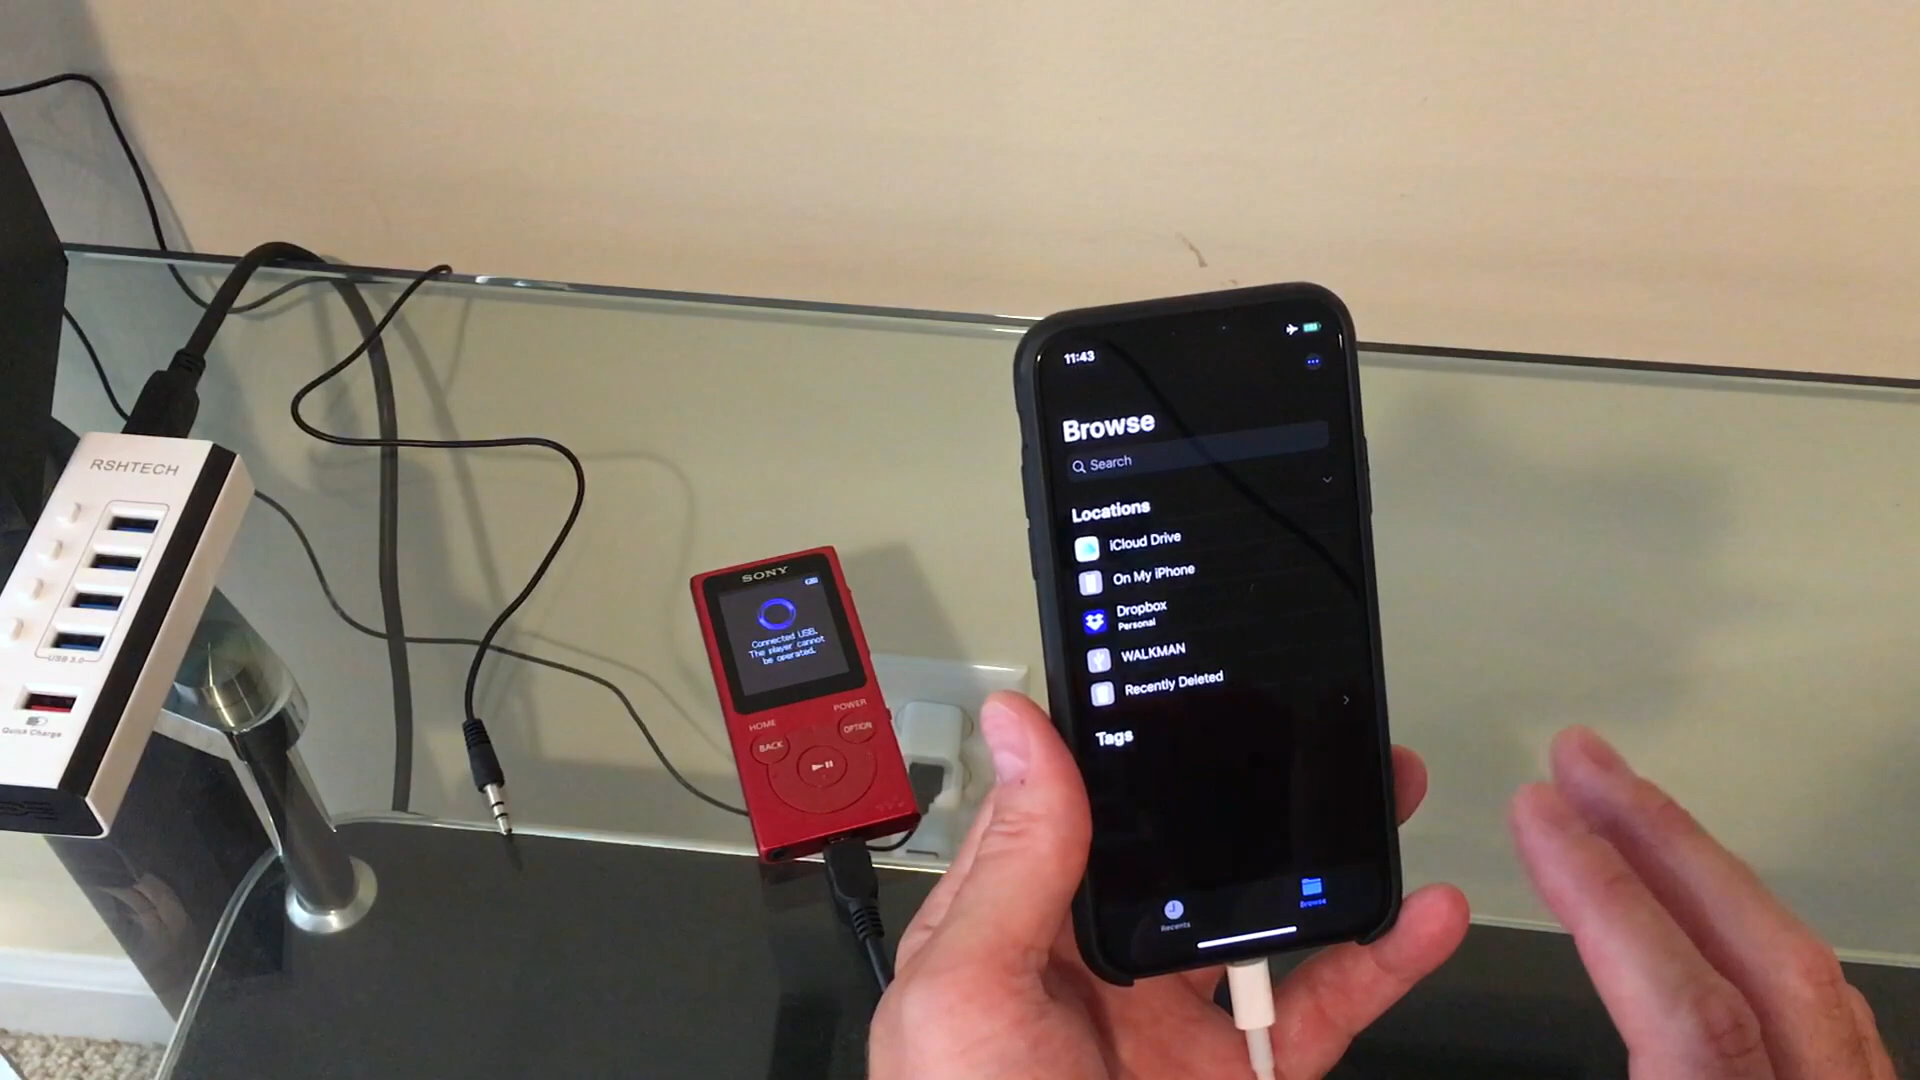 RSHTECH
USB 3.0
Quick Charge
SONY
Connected USB.
The player cannot
be operated.
HOME
POWER
BACK
OPTION
11:43
Browse
Search
Locations
iCloud Drive
On My iPhone
Dropbox
Personal
WALKMAN
Recently Deleted
Tags
Recents
Browse